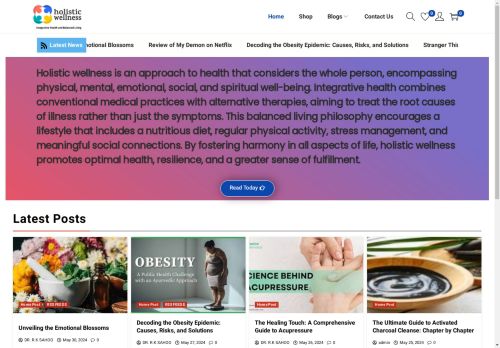 holistic
wellness
Home Shop Blogs Contact Us 0 0
Latest News
motional Blossoms Review of My Demon on Netflix Decoding the Obesity Epidemic: Causes, Risks, and Solutions Stranger Thi
Holistic wellness is an approach to health that considers the whole person, encompassing
physical, mental, emotional, social, and spiritual well-being. Integrative health combines
conventional medical practices with alternative therapies, aiming to treat the root causes
of illness rather than just the symptoms. This balanced living philosophy encourages a
lifestyle that includes a nutritious diet, regular physical activity, stress management, and
meaningful social connections. By fostering harmony in all aspects of life, holistic wellness
promotes optimal health, resilience, and a greater sense of fulfillment.
Read Today
Latest Posts
Home Post RSS FEEDS
Unveiling the Emotional Blossoms
DR. R.K SAHOO May 30, 2024 0
OBESITY
A Public Health Challenge
with an Ayurvedic Approach
Home Post RSS FEEDS
Decoding the Obesity Epidemic:
Causes, Risks, and Solutions
DR. R.K SAHOO May 27, 2024 0
CIENCE BEHIND
ACUPRESSURE
Home Post
The Healing Touch: A Comprehensive
Guide to Acupressure
DR. R.K SAHOO May 26, 2024 0
Home Post
The Ultimate Guide to Activated
Charcoal Cleanse: Chapter by Chapter
admin May 25, 2024 0